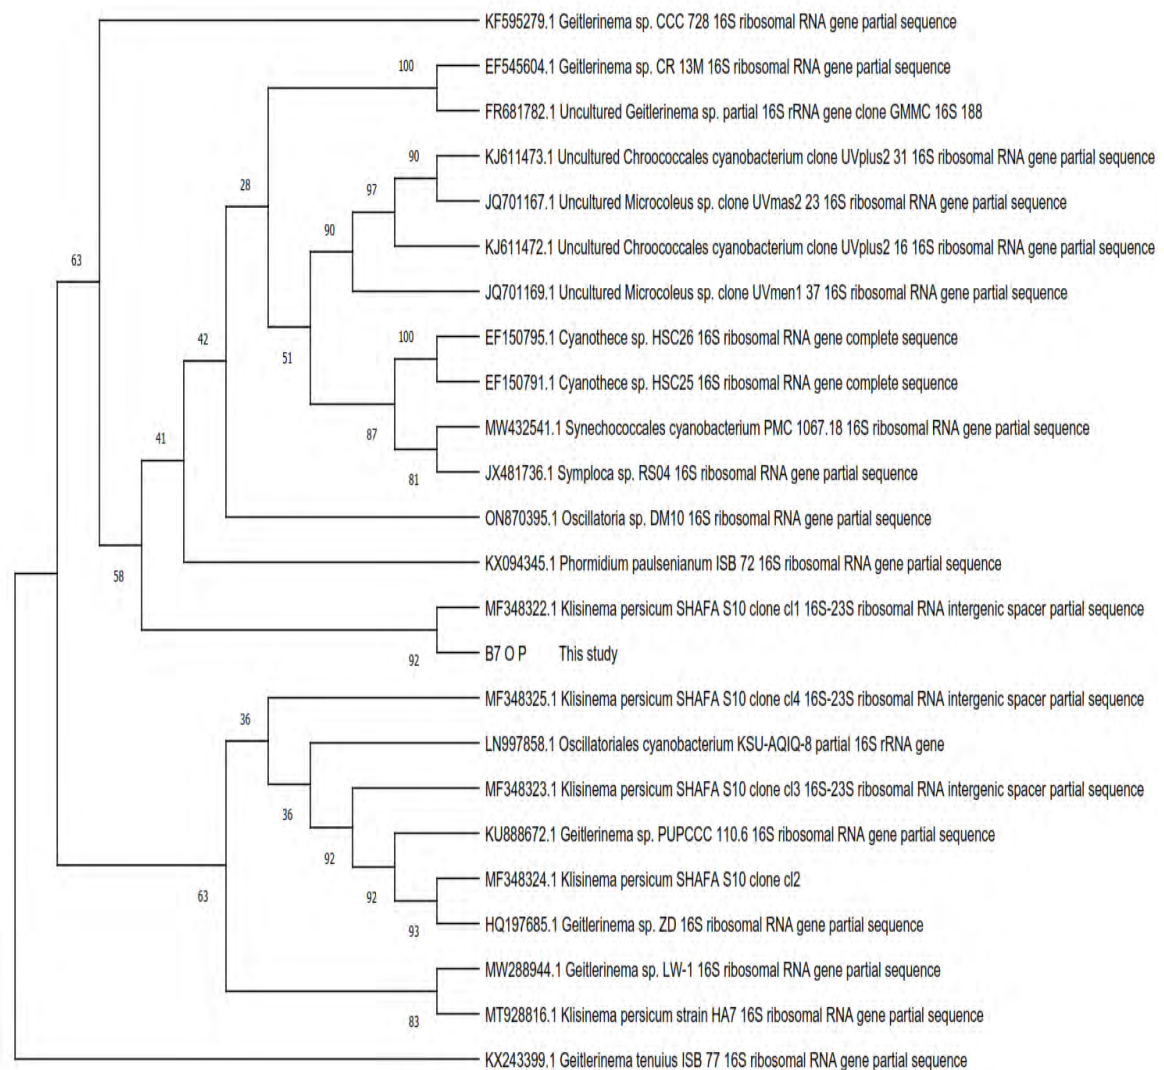 KF595279.1 Geitlerinema sp. CCC 728 16S ribosomal RNA gene partial sequence
100
EF545604.1 Geitlerinema sp. CR 13M 16S ribosomal RNA gene partial sequence
FR681782.1 Uncultured Geitlerinema sp. partial 16S rRNA gene clone GMMC 16S 188
90
KJ611473.1 Uncultured Chroococcales cyanobacterium clone UVplus2 31 16S ribosomal RNA gene partial sequence
28
97
JQ701167.1 Uncultured Microcoleus sp. clone UVmas2 23 16S ribosomal RNA gene partial sequence
90
KJ611472.1 Uncultured Chroococcales cyanobacterium clone UVplus2 16 16S ribosomal RNA gene partial sequence
63
JQ701169.1 Uncultured Microcoleus sp. clone UVmen1 37 16S ribosomal RNA gene partial sequence
42
100
EF150795.1 Cyanothece sp. HSC26 16S ribosomal RNA gene complete sequence
51
EF150791.1 Cyanothece sp. HSC25 16S ribosomal RNA gene complete sequence
41
87
MW432541.1 Synechococcales cyanobacterium PMC 1067.18 16S ribosomal RNA gene partial sequence
81
JX481736.1 Symploca sp. RS04 16S ribosomal RNA gene partial sequence
ON870395.1 Oscillatoria sp. DM10 16S ribosomal RNA gene partial sequence
58
KX094345.1 Phormidium paulsenianum ISB 72 16S ribosomal RNA gene partial sequence
MF348322.1 Klisinema persicum SHAFA S10 clone cl1 16S-23S ribosomal RNA intergenic spacer partial sequence
92
B7 O P This study
MF348325.1 Klisinema persicum SHAFA S10 clone cl4 16S-23S ribosomal RNA intergenic spacer partial sequence
36
LN997858.1 Oscillatoriales cyanobacterium KSU-AQIQ-8 partial 16S rRNA gene
MF348323.1 Klisinema persicum SHAFA S10 clone cl3 16S-23S ribosomal RNA intergenic spacer partial sequence
36
KU888672.1 Geitlerinema sp. PUPCCC 110.6 16S ribosomal RNA gene partial sequence
92
MF348324.1 Klisinema persicum SHAFA S10 clone cl2
63
92
93
HQ197685.1 Geitlerinema sp. ZD 16S ribosomal RNA gene partial sequence
MW288944.1 Geitlerinema sp. LW-1 16S ribosomal RNA gene partial sequence
83
MT928816.1 Klisinema persicum strain HA7 16S ribosomal RNA gene partial sequence
KX243399.1 Geitlerinema tenuius ISB 77 16S ribosomal RNA gene partial sequence